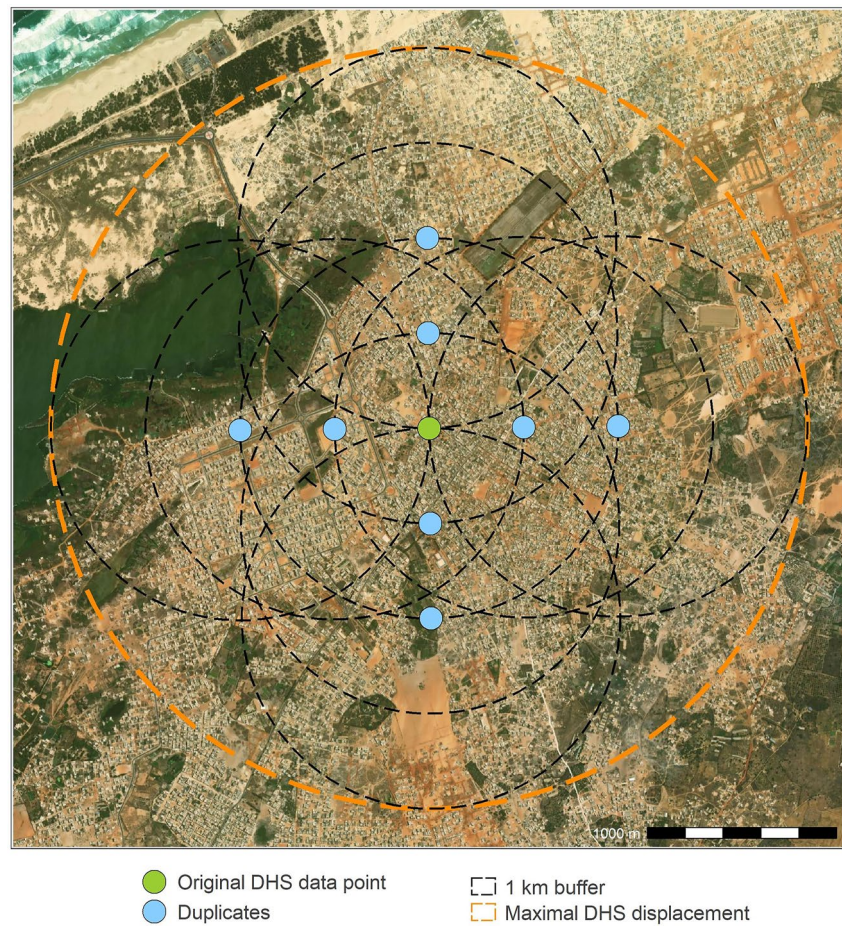 1000 m
Original DHS data point
Duplicates
1 km buffer
Maximal DHS displacement